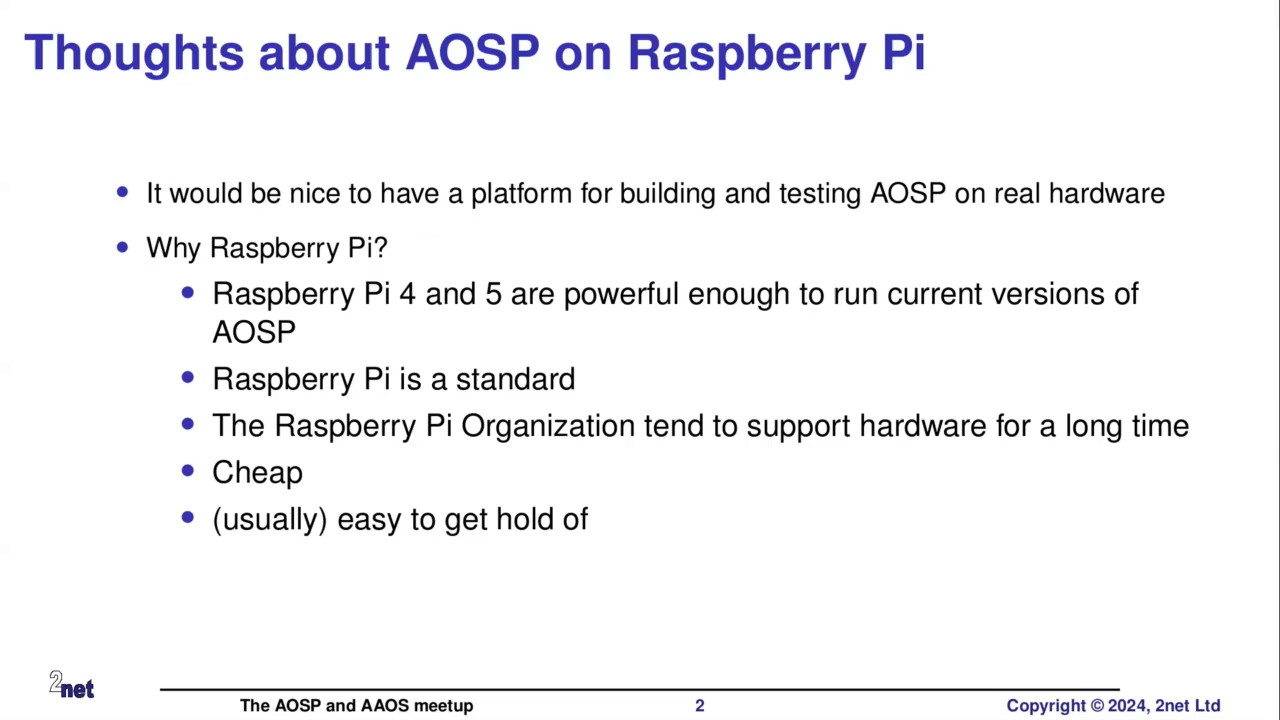 Thoughts about AOSP on Raspberry Pi
• It would be nice to have a platform for building and testing AOSP on real hardware
• Why Raspberry Pi?
• Raspberry Pi 4 and 5 are powerful enough to run current versions of
AOSP
• Raspberry Pi is a standard
• The Raspberry Pi Organization tend to support hardware for a long time
• Cheap
• (usually) easy to get hold of
2net
The AOSP and AAOS meetup
2
Copyright © 2024, 2net Ltd